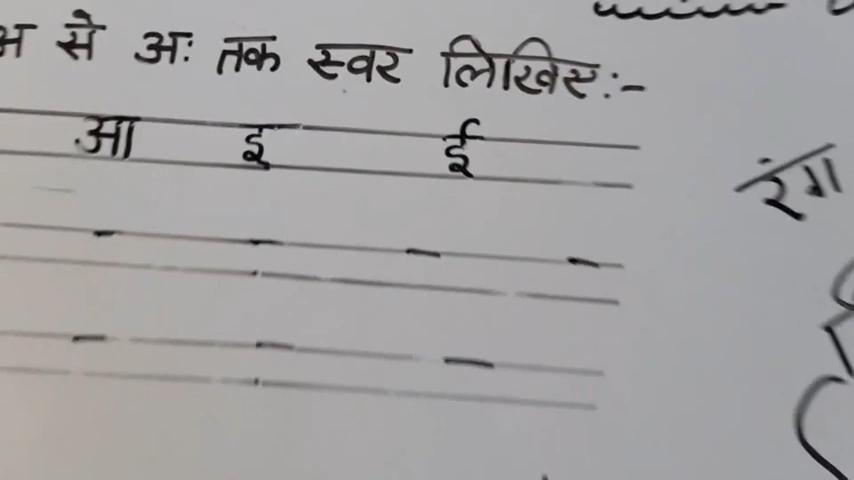 अ से अः तक स्वर लिखिए:-
आ इ ई
रंग